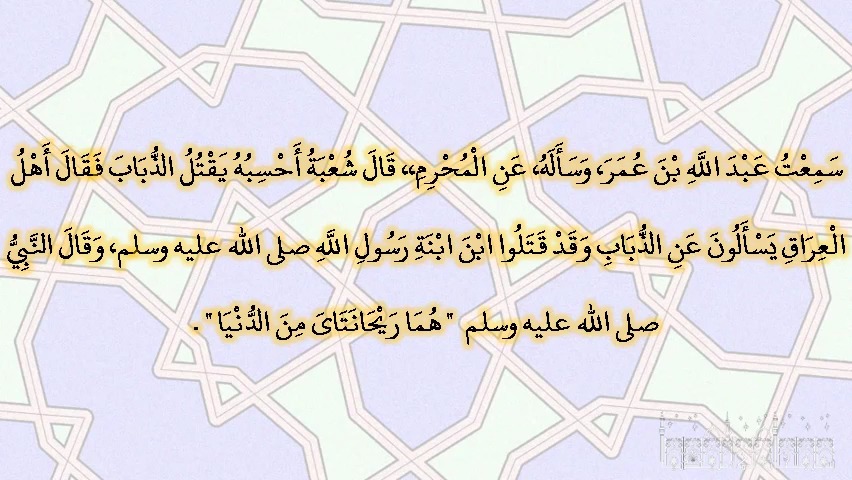 سَمِعْتُ عَبْدَ اللَّهِ بْنَ عُمَرَ، وَسَأَلَهُ، عَنِ الْمُحْرِمِ،، قَالَ شُعْبَةُ أَحْسِبُهُ يَقْتُلُ الذُّبَابَ فَقَالَ أَهْلُ
الْعِرَاقِ يَسْأَلُونَ عَنِ الذُّبَابِ وَقَدْ قَتَلُوا ابْنَ ابْنَةِ رَسُولِ اللَّهِ صلى الله عليه وسلم، وَقَالَ النَّبِيُّ
صلى الله عليه وسلم " هُمَا رَيْحَانَتَاىَ مِنَ الدُّنْيَا ".